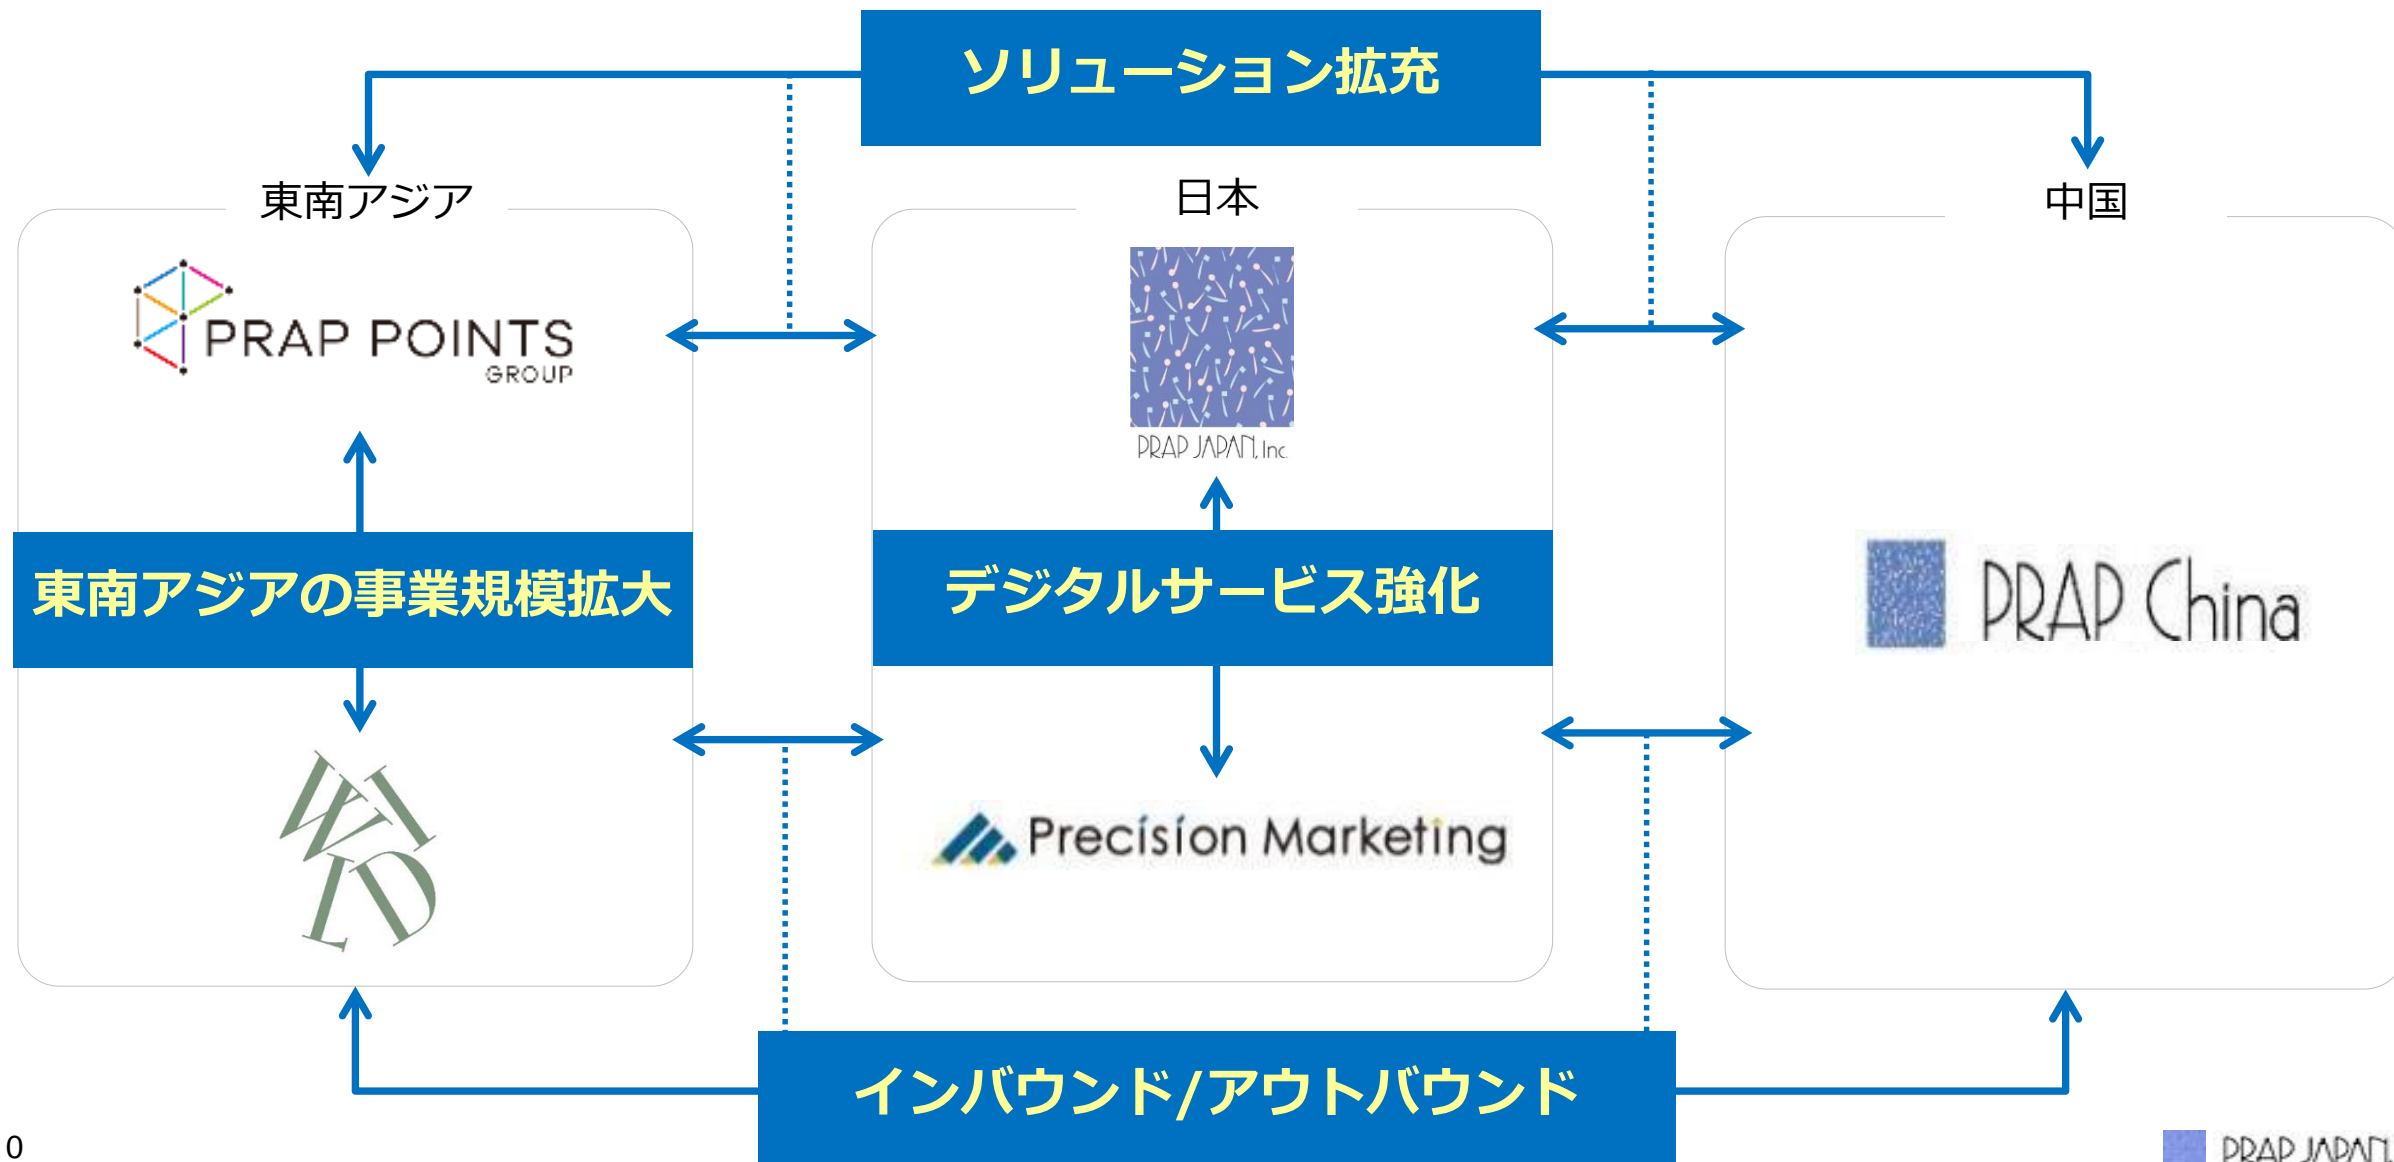 ソリューション拡充
東南アジア
日本
中国
PRAP POINTS
GROUP
PRAP JAPAN, Inc.
東南アジアの事業規模拡大
デジタルサービス強化
PRAP China
WILD
Precision Marketing
インバウンド/アウトバウンド
0
PRAP JAPAN,